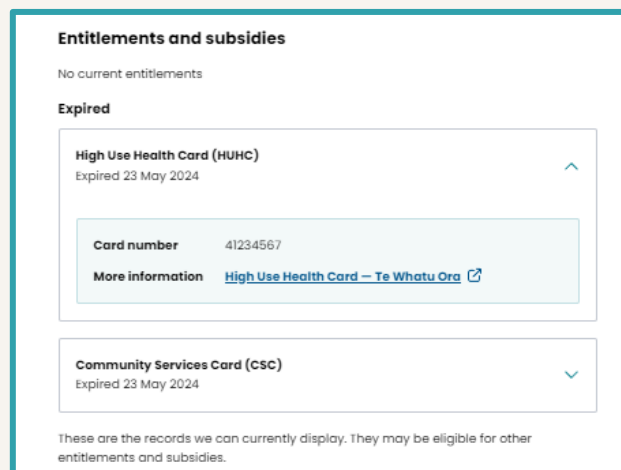 Entitlements and subsidies
No current entitlements
Expired
High Use Health Card (HUHC)
Expired 23 May 2024
Card number 41234567
More information High Use Health Card — Te Whatu Ora
Community Services Card (CSC)
Expired 23 May 2024
These are the records we can currently display. They may be eligible for other
entitlements and subsidies.